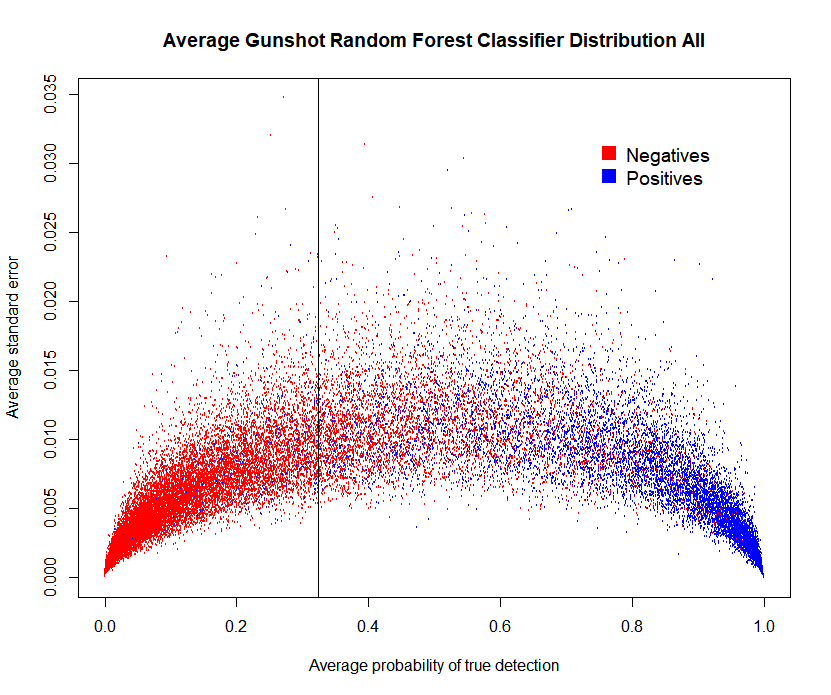 Average Gunshot Random Forest Classifier Distribution All
0.035
0.030
0.025
0.020
0.015
0.010
0.005
0.000
Average standard error
Negatives
Positives
0.0 0.2 0.4 0.6 0.8 1.0
Average probability of true detection